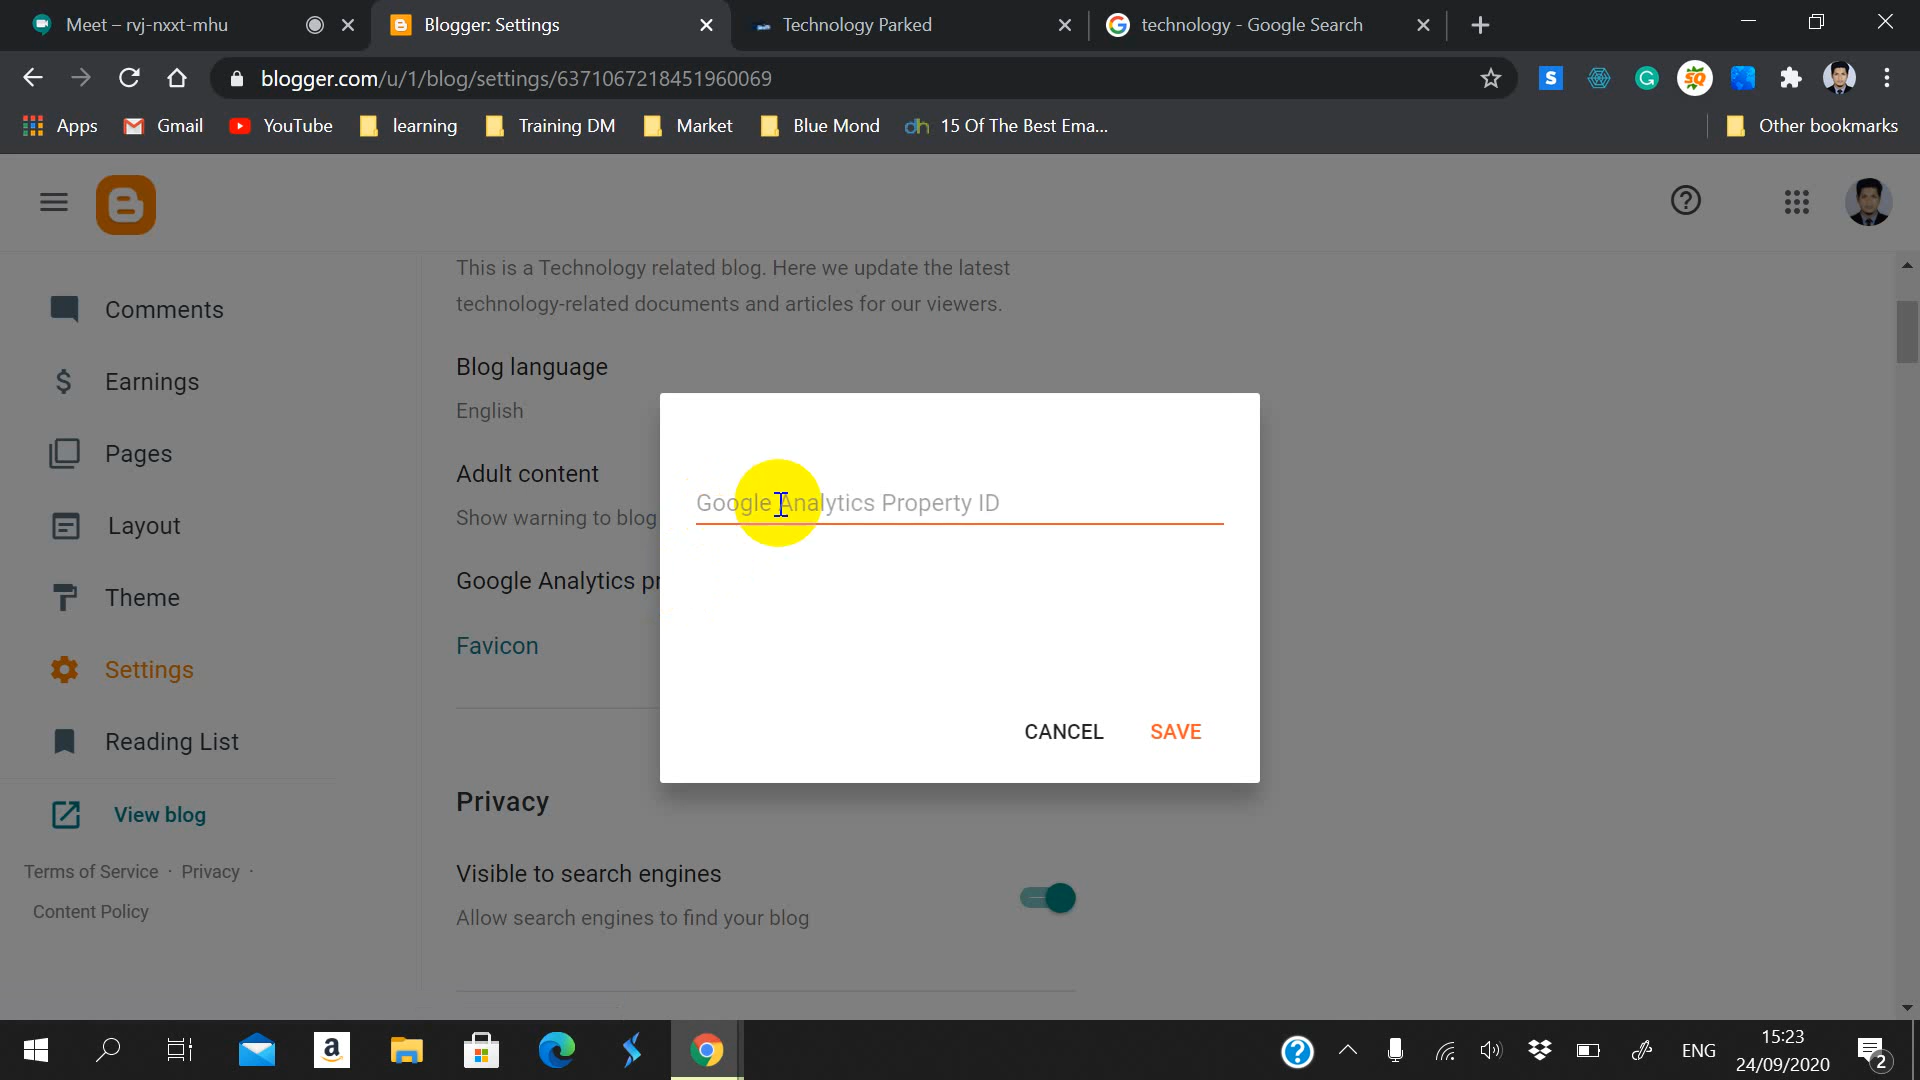 Meet – rvj-nxxt-mhu
Blogger: Settings
Technology Parked
technology - Google Search
blogger.com/u/1/blog/settings/6371067218451960069
Apps
Gmail
YouTube
learning
Training DM
Market
Blue Mond
dh 15 Of The Best Ema...
Other bookmarks
This is a Technology related blog. Here we update the latest
technology-related documents and articles for our viewers.
Comments
Earnings
Pages
Layout
Theme
Settings
Reading List
View blog
Terms of Service · Privacy ·
Content Policy
Blog language
English
Adult content
Show warning to blog
Google Analytics pr
Favicon
Google Analytics Property ID
CANCEL
SAVE
Privacy
Visible to search engines
Allow search engines to find your blog
ENG
15:23
24/09/2020
2